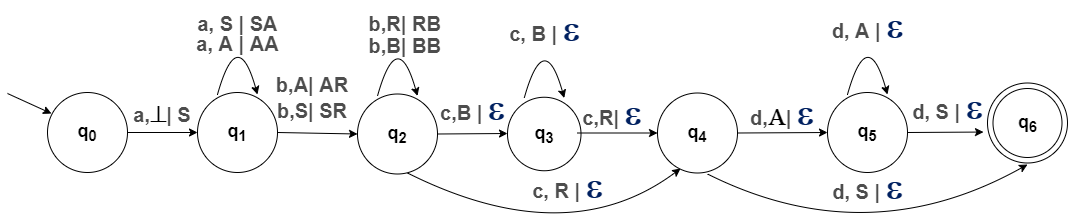 a, S | SA
a, A | AA
b,R| RB
b,B| BB
c, B | ε
d, A | ε
b,A| AR
b,S| SR
a,⊥| S
c,B | ε
c,R| ε
d,A| ε
d, S | ε
q0
q1
q2
q3
q4
q5
q6
c, R | ε
d, S | ε